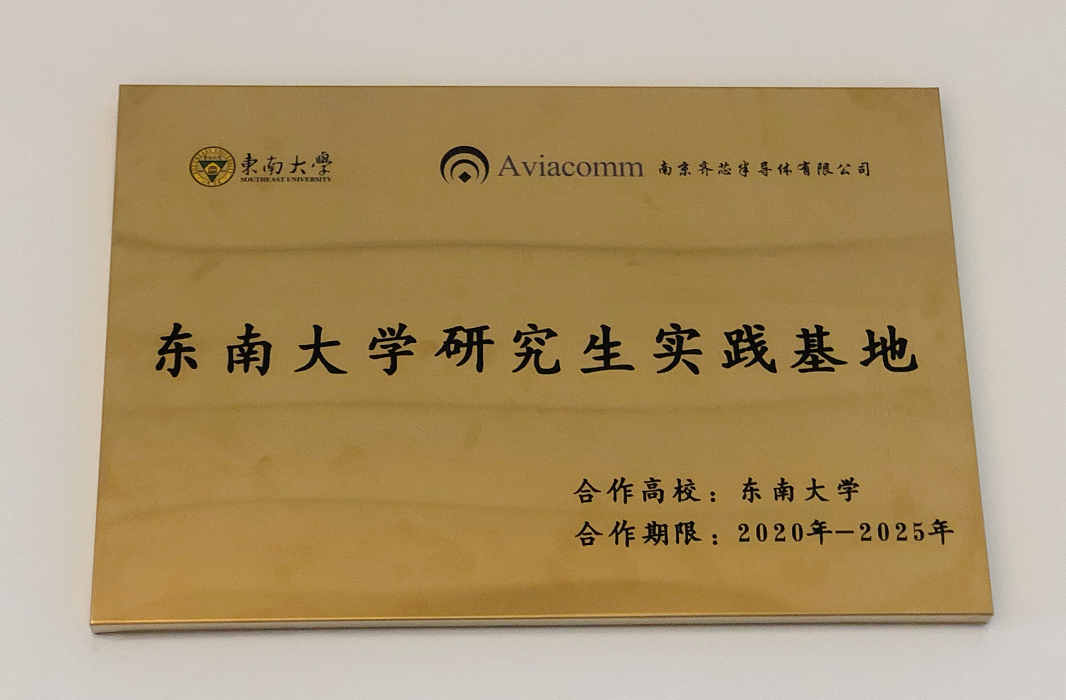 東南大學
SOUTHEAST UNIVERSITY
Aviacomm 南京齐芯半导体有限公司
东南大学研究生实践基地
合作高校：东南大学
合作期限：2020年-2025年